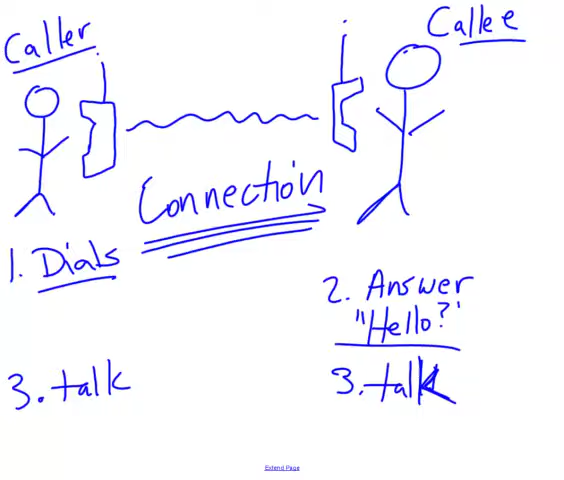 Caller
Callee
Connection
1. Dials
2. Answer
"Hello?"
3. talk
3. talk
Extend Page